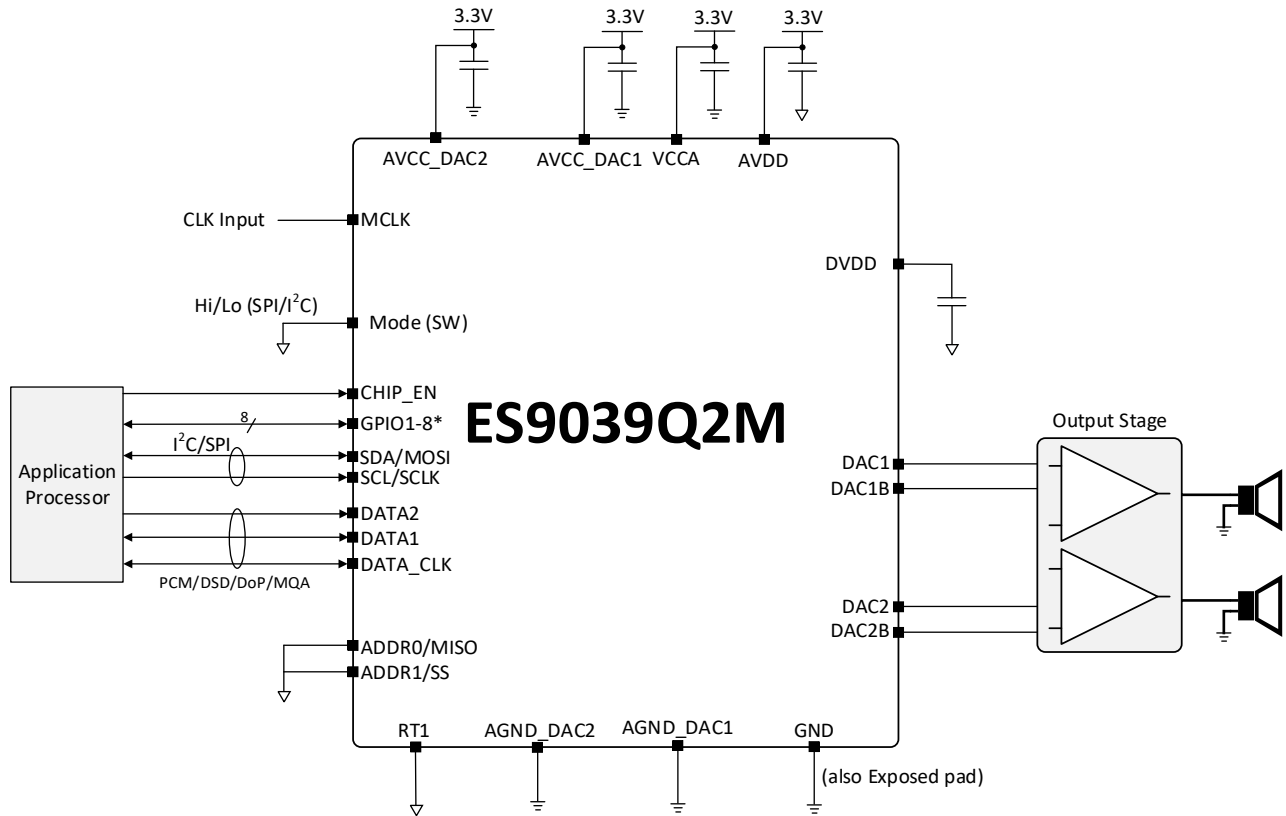 3.3V
3.3V
3.3V
3.3V
AVCC_DAC2
AVCC_DAC1
VCCA
AVDD
CLK Input
MCLK
DVDD
Hi/Lo (SPI/I²C)
Mode (SW)
CHIP_EN
8
GPIO1-8*
ES9039Q2M
I²C/SPI
SDA/MOSI
SCL/SCLK
Application
Processor
DATA2
DATA1
DATA_CLK
PCM/DSD/DoP/MQA
Output Stage
DAC1
DAC1B
DAC2
DAC2B
ADDR0/MISO
ADDR1/SS
RT1
AGND_DAC2
AGND_DAC1
GND
(also Exposed pad)